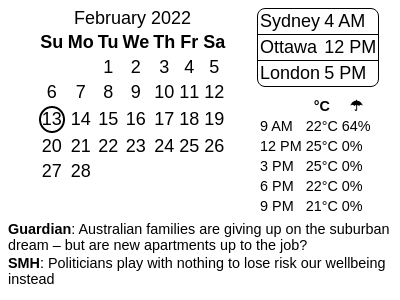 February 2022
Su Mo Tu We Th Fr Sa
1 2 3 4 5
6 7 8 9 10 11 12
13 14 15 16 17 18 19
20 21 22 23 24 25 26
27 28
Sydney 4 AM
Ottawa 12 PM
London 5 PM
°C ☂
9 AM 22°C 64%
12 PM 25°C 0%
3 PM 25°C 0%
6 PM 22°C 0%
9 PM 21°C 0%
Guardian: Australian families are giving up on the suburban
dream – but are new apartments up to the job?
SMH: Politicians play with nothing to lose risk our wellbeing
instead